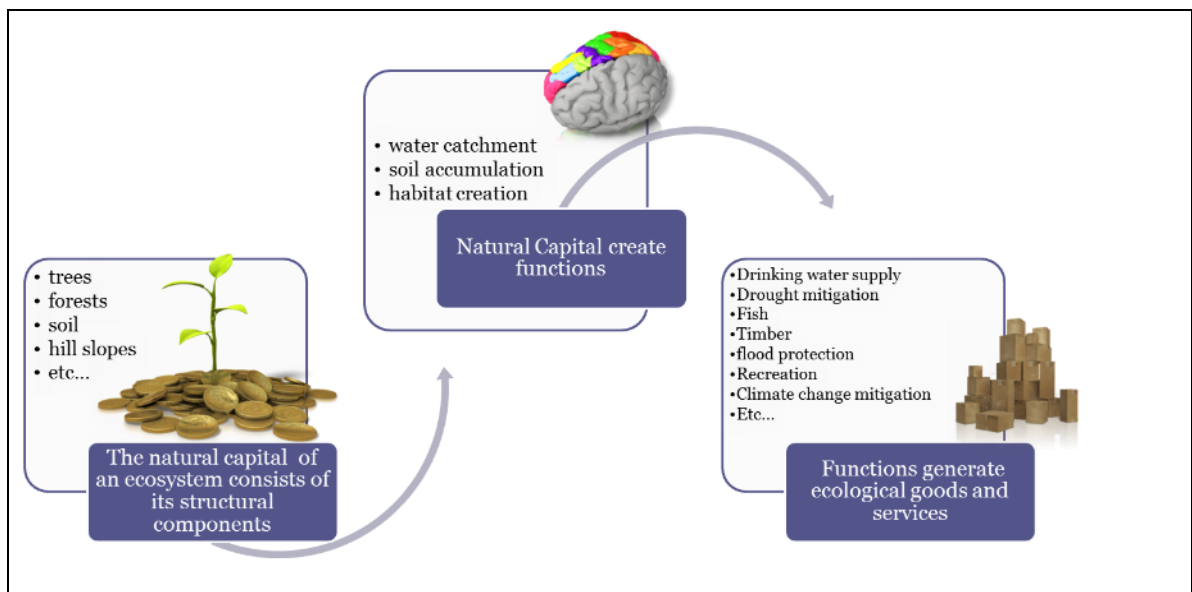 • trees
• forests
• soil
• hill slopes
• etc...
The natural capital of
an ecosystem consists of
its structural
components
• water catchment
• soil accumulation
• habitat creation
Natural Capital create
functions
•Drinking water supply
•Drought mitigation
•Fish
•Timber
•flood protection
•Recreation
•Climate change mitigation
•Etc...
Functions generate
ecological goods and
services